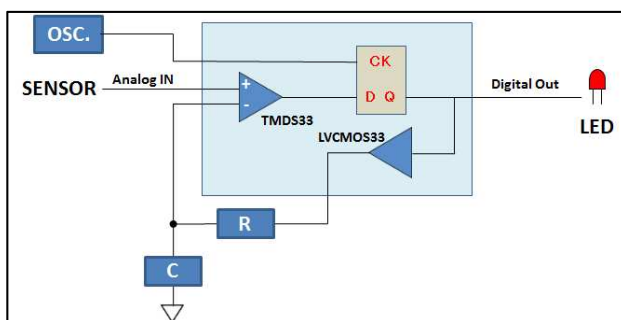 OSC.
CK
SENSOR
Analog IN
+
-
D Q
Digital Out
TMDS33
LVCMOS33
LED
R
C